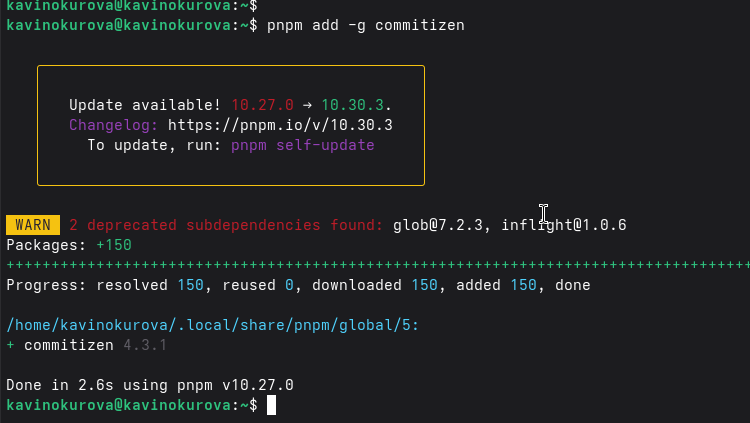 kavinokurova@kavinokurova:~$
kavinokurova@kavinokurova:~$ pnpm add -g commitizen
Update available! 10.27.0 → 10.30.3.
Changelog: https://pnpm.io/v/10.30.3
To update, run: pnpm self-update
WARN 2 deprecated subdependencies found: glob@7.2.3, inflight@1.0.6
Packages: +150
+++++++++++++++++++++++++++++++++++++++++++++++++++++++++++++++++++++++++++++++++++
Progress: resolved 150, reused 0, downloaded 150, added 150, done
/home/kavinokurova/.local/share/pnpm/global/5:
+ commitizen 4.3.1
Done in 2.6s using pnpm v10.27.0
kavinokurova@kavinokurova:~$